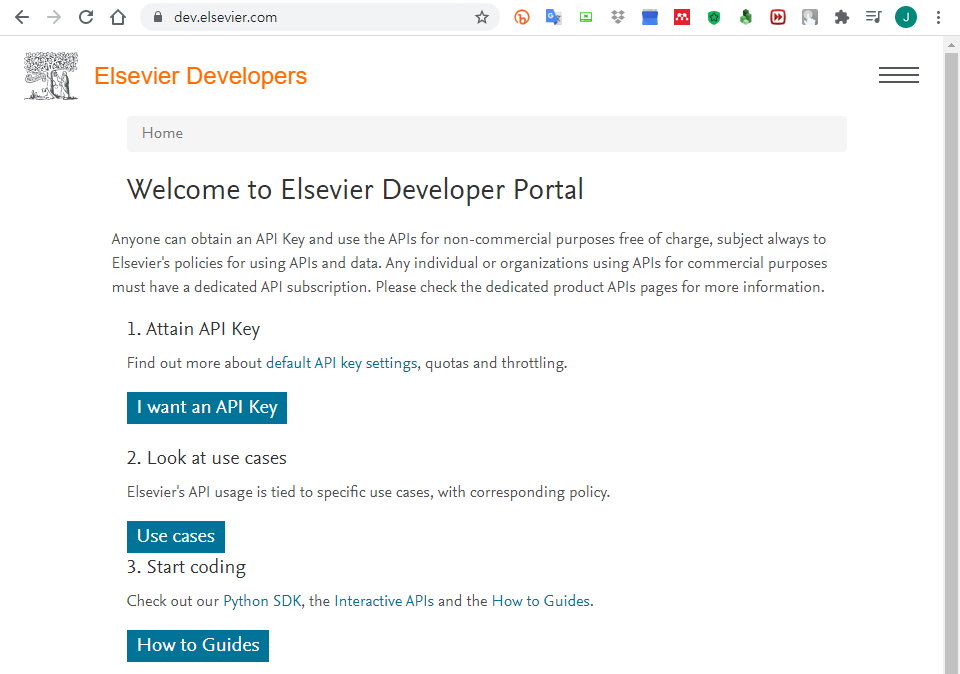 dev.elsevier.com
J
Elsevier Developers
Home
Welcome to Elsevier Developer Portal
Anyone can obtain an API Key and use the APIs for non-commercial purposes free of charge, subject always to
Elsevier's policies for using APIs and data. Any individual or organizations using APIs for commercial purposes
must have a dedicated API subscription. Please check the dedicated product APIs pages for more information.
1. Attain API Key
Find out more about default API key settings, quotas and throttling.
I want an API Key
2. Look at use cases
Elsevier's API usage is tied to specific use cases, with corresponding policy.
Use cases
3. Start coding
Check out our Python SDK, the Interactive APIs and the How to Guides.
How to Guides